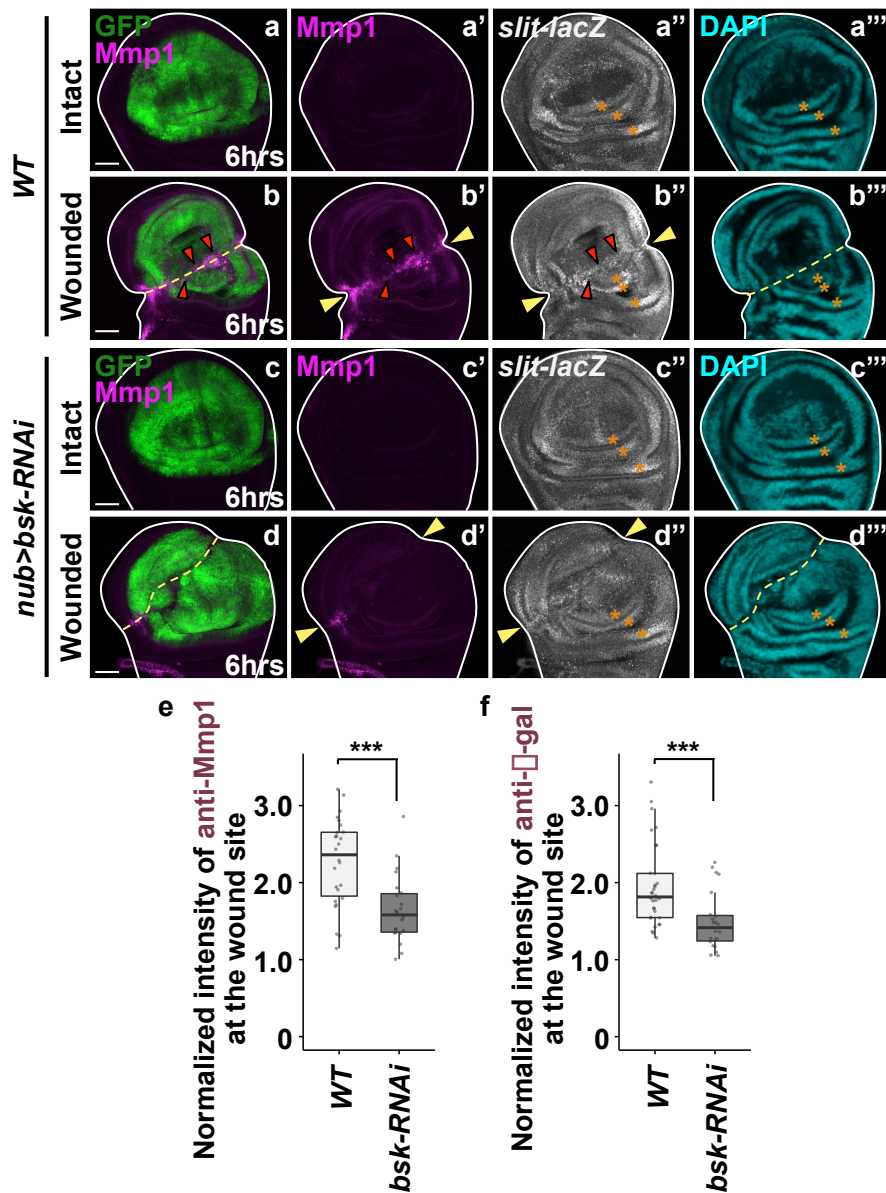 GFP
Mmp1
a
6hrs
Mmp1
a'
slit-lacZ
a''
DAPI
a'''
***
***
Intact
WT
b
6hrs
b'
b''
b'''
***
***
Wounded
GFP
Mmp1
c
6hrs
Mmp1
c'
slit-lacZ
c''
DAPI
c'''
***
***
Intact
nub>bsk-RNAi
d
6hrs
d'
d''
d'''
***
***
Wounded
e
Normalized intensity of anti-Mmp1
at the wound site
***
3.0
2.0
1.0
0
WT
bsk-RNAi
f
Normalized intensity of anti-□-gal
at the wound site
***
3.0
2.0
1.0
0
WT
bsk-RNAi